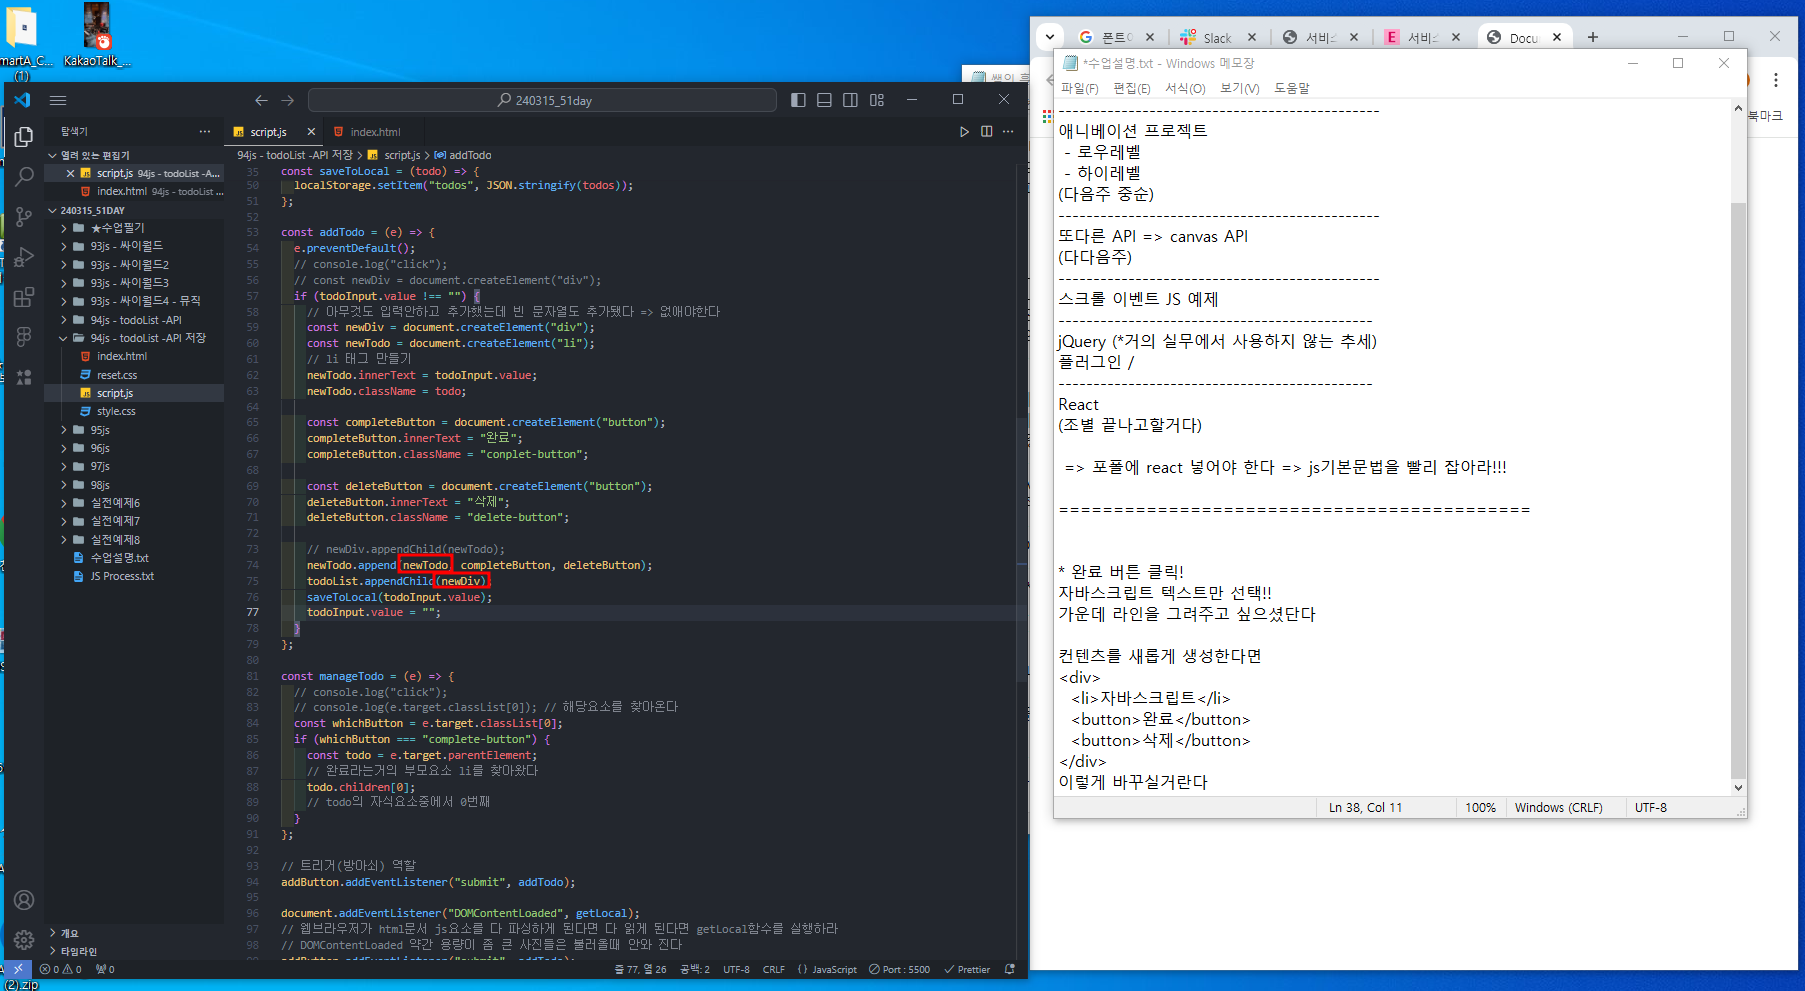 martA_C...
(1)
KakaoTalk_...
240315_51day
탐색기
script.js
index.html
열려 있는 편집기
script.js 94js - todoList -A...
index.html 94js - todoList ...
240315_51DAY
★수업필기
93js - 싸이월드
93js - 싸이월드2
93js - 싸이월드3
93js - 싸이월드4 - 뮤직
94js - todoList -API
94js - todoList -API 저장
index.html
reset.css
script.js
style.css
95js
96js
97js
98js
실전예제6
실전예제7
실전예제8
수업설명.txt
JS Process.txt
개요
타임라인
94js - todoList -API 저장 > script.js > addTodo
35 const saveToLocal = (todo) => {
50 localStorage.setItem("todos", JSON.stringify(todos));
51 };
52
53 const addTodo = (e) => {
54 e.preventDefault();
55 // console.log("click");
56 // const newDiv = document.createElement("div");
57 if (todoInput.value !== "") {
58 // 아무것도 입력안하고 추가했는데 빈 문자열도 추가됐다 => 없애야한다
59 const newDiv = document.createElement("div");
60 const newTodo = document.createElement("li");
61 // li 태그 만들기
62 newTodo.innerText = todoInput.value;
63 newTodo.className = todo;
64
65 const completeButton = document.createElement("button");
66 completeButton.innerText = "완료";
67 completeButton.className = "conplet-button";
68
69 const deleteButton = document.createElement("button");
70 deleteButton.innerText = "삭제";
71 deleteButton.className = "delete-button";
72
73 // newDiv.appendChild(newTodo);
74 newTodo.append(newTodo, completeButton, deleteButton);
75 todoList.appendChild(newDiv)
76 saveToLocal(todoInput.value);
77 todoInput.value = "";
78 }
79 };
80
81 const manageTodo = (e) => {
82 // console.log("click");
83 // console.log(e.target.classList[0]); // 해당요소를 찾아온다
84 const whichButton = e.target.classList[0];
85 if (whichButton === "complete-button") {
86 const todo = e.target.parentElement;
87 // 완료라는거의 부모요소 li를 찾아왔다
88 todo.children[0];
89 // todo의 자식요소중에서 0번째
90 }
91 };
92
93 // 트리거(방아쇠) 역할
94 addButton.addEventListener("submit", addTodo);
95
96 document.addEventListener("DOMContentLoaded", getLocal);
97 // 웹브라우저가 html문서 js요소를 다 파싱하게 된다면 다 읽게 된다면 getLocal함수를 실행하라
98 // DOMContentLoaded 약간 용량이 좀 큰 사진들은 불러올때 안와 진다
0 0 0
줄 77, 열 26 공백: 2 UTF-8 CRLF {} JavaScript Port : 5500 Prettier
(2).zip
폰트
Slack
서비스
서비스
Docu
북마크
*수업설명.txt - Windows 메모장
파일(F) 편집(E) 서식(O) 보기(V) 도움말
-------------------------------------------
애니베이션 프로젝트
- 로우레벨
- 하이레벨
(다음주 중순)
-------------------------------------------
또다른 API => canvas API
(다다음주)
-------------------------------------------
스크롤 이벤트 JS 예제
------------------------------------------
jQuery (*거의 실무에서 사용하지 않는 추세)
플러그인 /
------------------------------------------
React
(조별 끝나고할거다)
=> 포폴에 react 넣어야 한다 => js기본문법을 빨리 잡아라!!!
===========================================
* 완료 버튼 클릭!
자바스크립트 텍스트만 선택!!
가운데 라인을 그려주고 싶으셨단다
컨텐츠를 새롭게 생성한다면
<div>
<li>자바스크립트</li>
<button>완료</button>
<button>삭제</button>
</div>
이렇게 바꾸실거란다
Ln 38, Col 11 100% Windows (CRLF) UTF-8